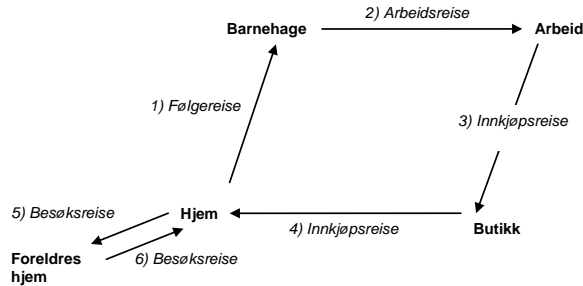 2) Arbeidsreise
Barnehage
Arbeid
1) Følgereise
3) Innkjøpsreise
5) Besøksreise
Hjem
4) Innkjøpsreise
Butikk
6) Besøksreise
Foreldres
hjem